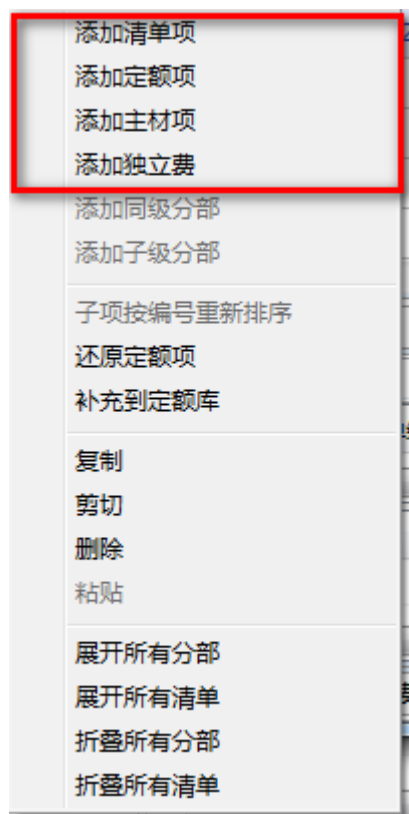 添加清单项
添加定额项
添加主材项
添加独立费
添加同级分部
添加子级分部
子项按编号重新排序
还原定额项
补充到定额库
复制
剪切
删除
粘贴
展开所有分部
展开所有清单
折叠所有分部
折叠所有清单